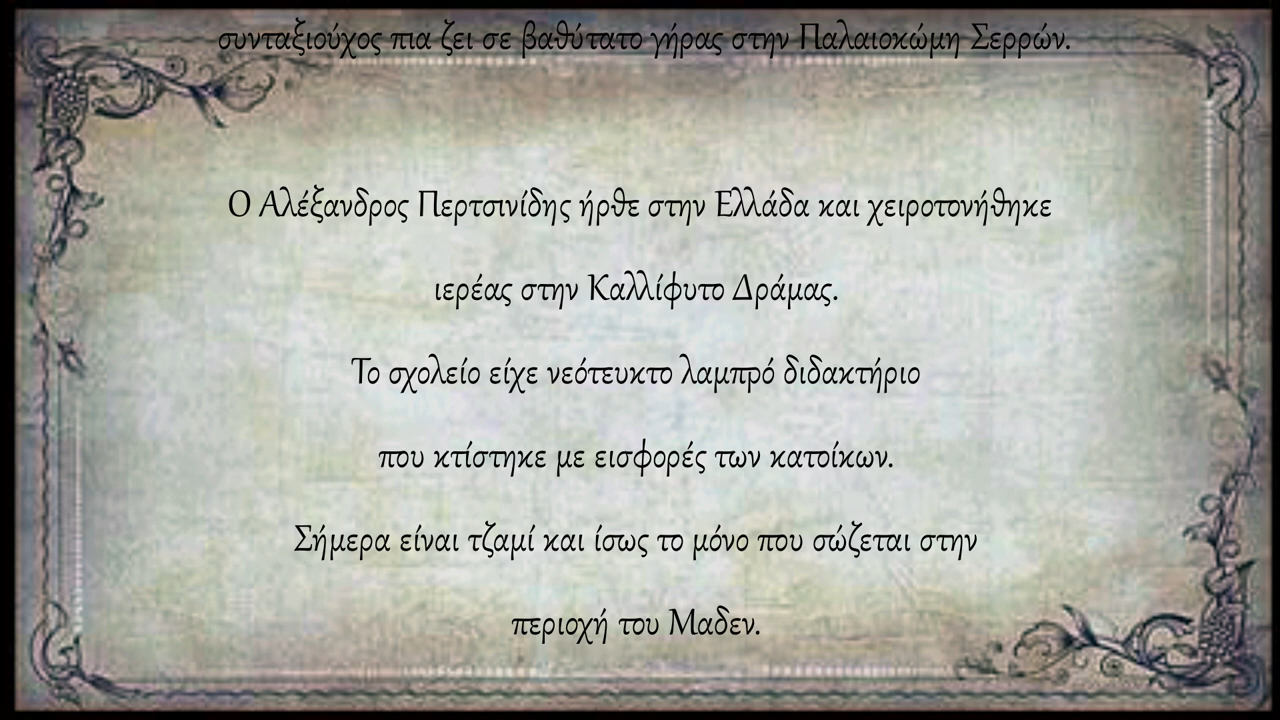 συνταξιούχος πια ζει σε βαθύτατο γήρας στην Παλαιοκώμη Σερρών.
Ο Αλέξανδρος Περτσινίδης ήρθε στην Ελλάδα και χειροτονήθηκε
ιερέας στην Καλλίφυτο Δράμας.
Το σχολείο είχε νεότευκτο λαμπρό διδακτήριο
που κτίστηκε με εισφορές των κατοίκων.
Σήμερα είναι τζαμί και ίσως το μόνο που σώζεται στην
περιοχή του Μαδεν.